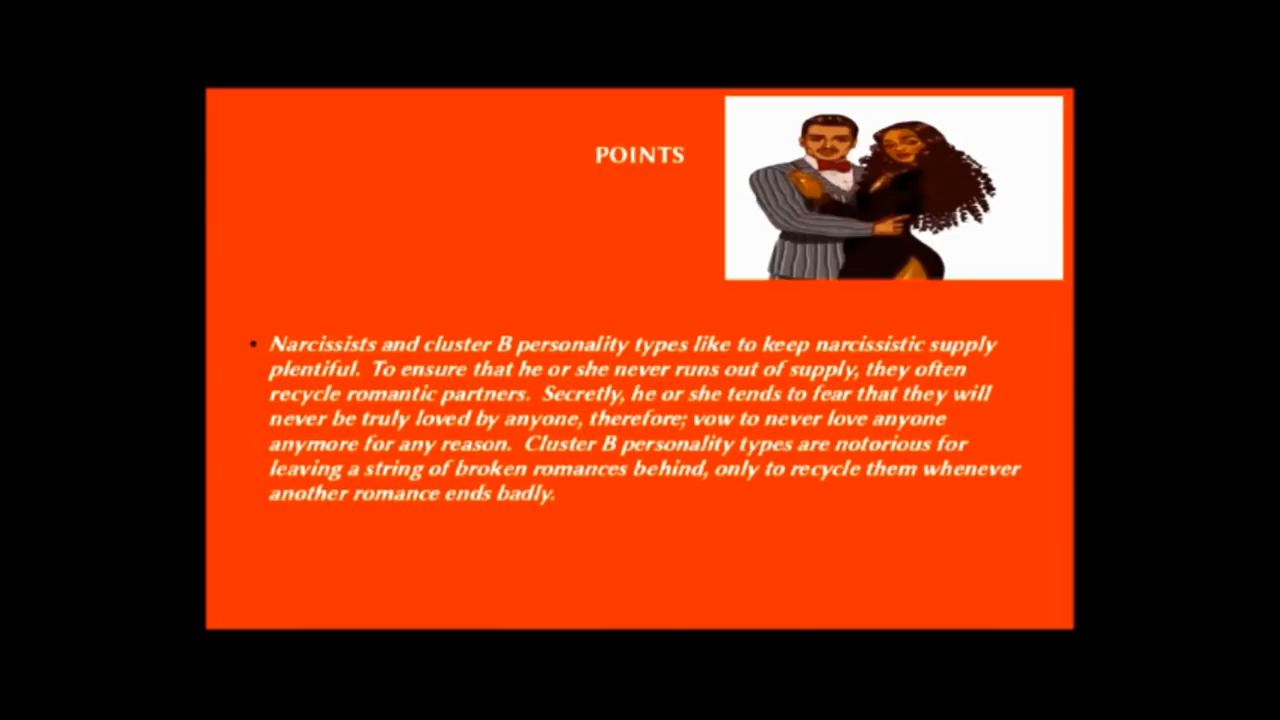 POINTS
• Narcissists and cluster B personality types like to keep narcissistic supply
plentiful.  To ensure that he or she never runs out of supply, they often
recycle romantic partners.  Secretly, he or she tends to fear that they will
never be truly loved by anyone, therefore; vow to never love anyone
anymore for any reason.  Cluster B personality types are notorious for
leaving a string of broken romances behind, only to recycle them whenever
another romance ends badly.